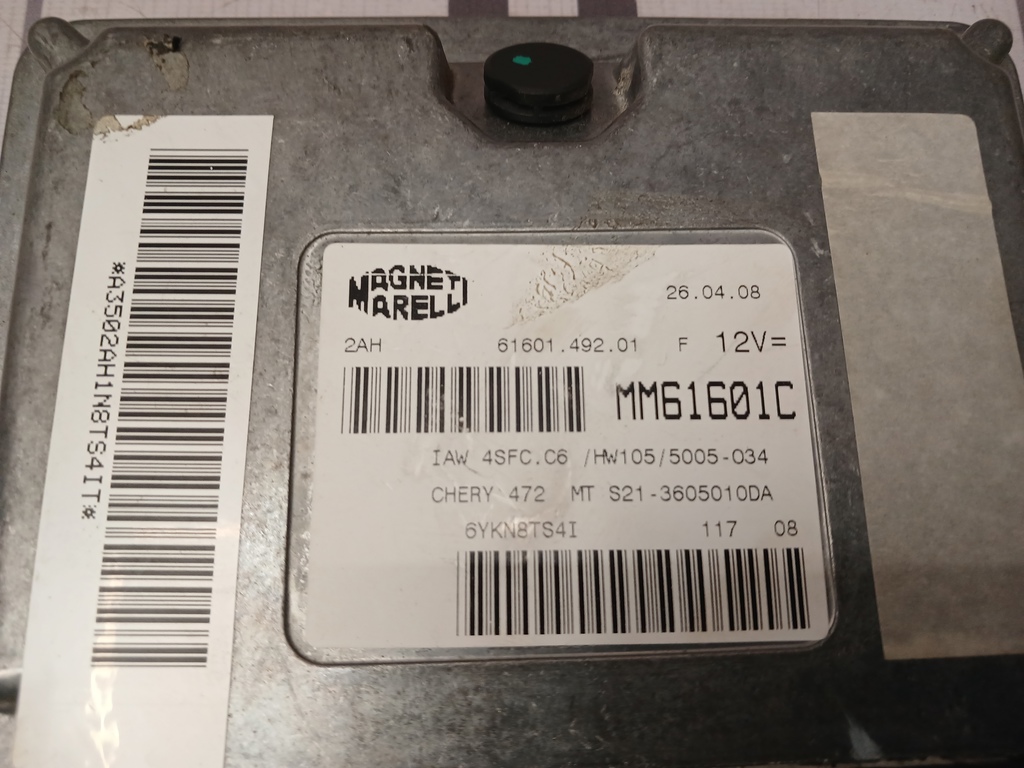 *A3502AH1N8TS4IT*
MAGNETI
MARELLI
26.04.08
2AH 61601.492.01 F 12V=
MM61601C
IAW 4SFC.C6 /HW105/5005-034
CHERY 472 MT S21-3605010DA
6YKN8TS4I 117 08